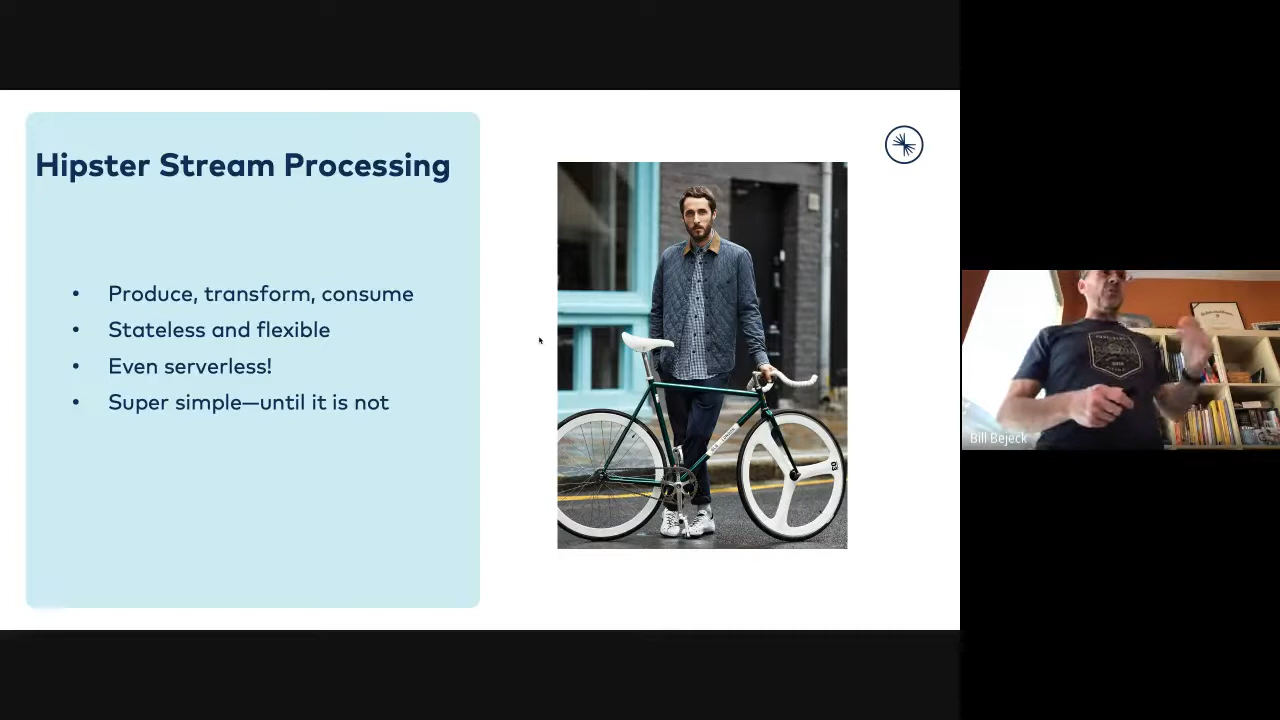 Hipster Stream Processing
• Produce, transform, consume
• Stateless and flexible
• Even serverless!
• Super simple—until it is not
Bill Bejeck